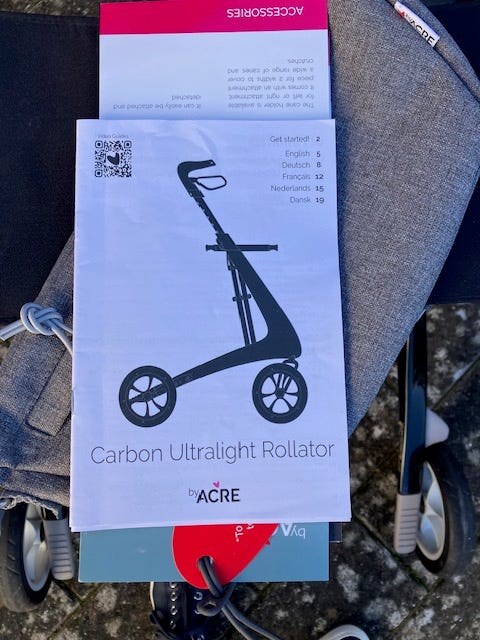 ACCESSORIES
The cane holder is available
for left or right attachment.
It comes with an attachment
piece for 2 widths to cover
a wide range of canes and
crutches.
It can easily be attached and
detached
by ACRE
Video Guides
Get started! 2
English 5
Deutsch 8
Français 12
Nederlands 15
Dansk 19
Carbon Ultralight Rollator
by ACRE
by